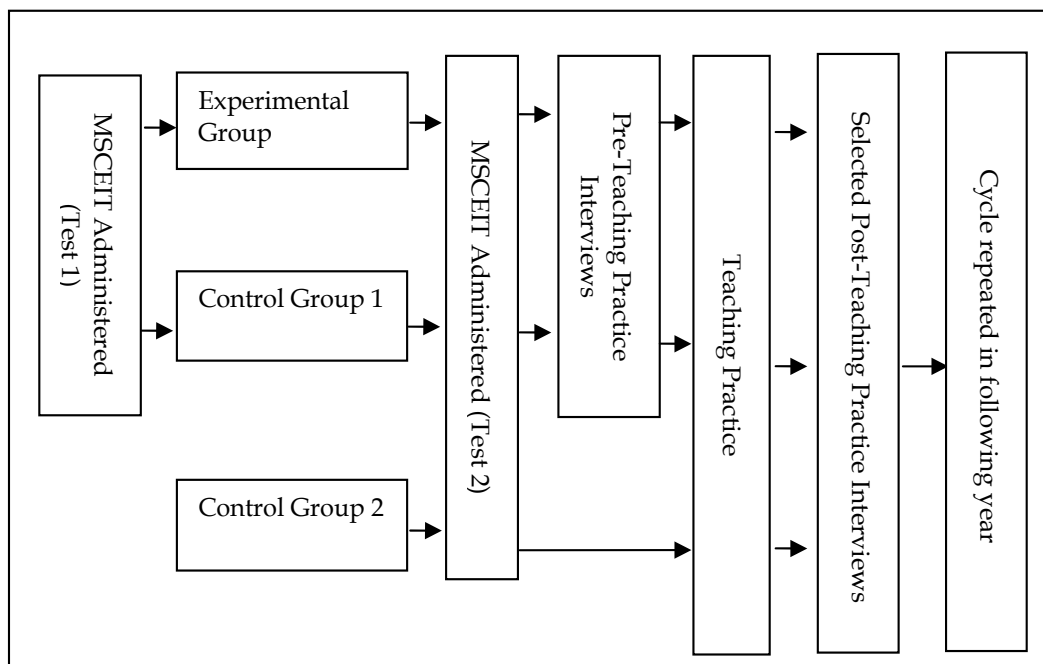 MSCEIT Administered
(Test 1)
Experimental
Group
Control Group 1
Control Group 2
MSCEIT Administered (Test 2)
Pre-Teaching Practice
Interviews
Teaching Practice
Selected Post-Teaching Practice Interviews
Cycle repeated in following year